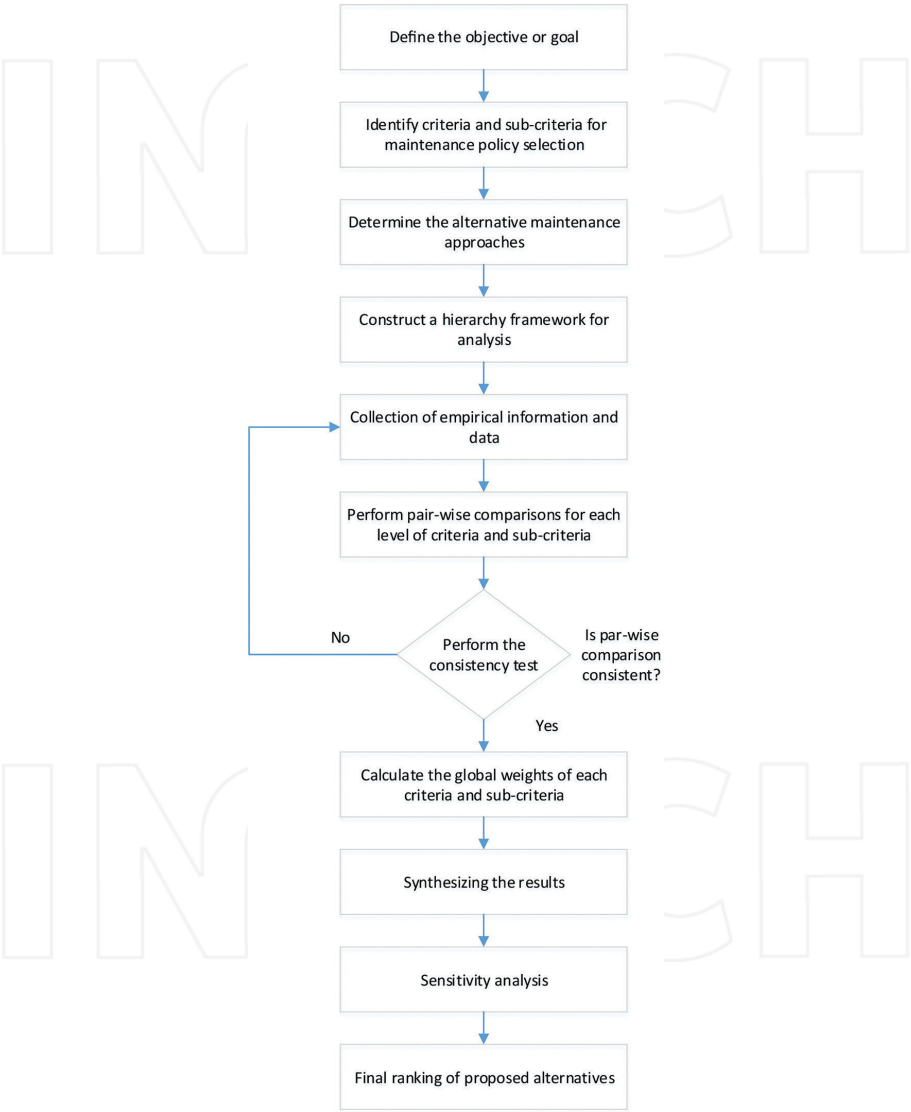 Define the objective or goal
Identify criteria and sub-criteria for
maintenance policy selection
Determine the alternative maintenance
approaches
Construct a hierarchy framework for
analysis
Collection of empirical information and
data
Perform pair-wise comparisons for each
level of criteria and sub-criteria
No
Perform the
consistency test
Is par-wise
comparison
consistent?
Yes
Calculate the global weights of each
criteria and sub-criteria
Synthesizing the results
Sensitivity analysis
Final ranking of proposed alternatives